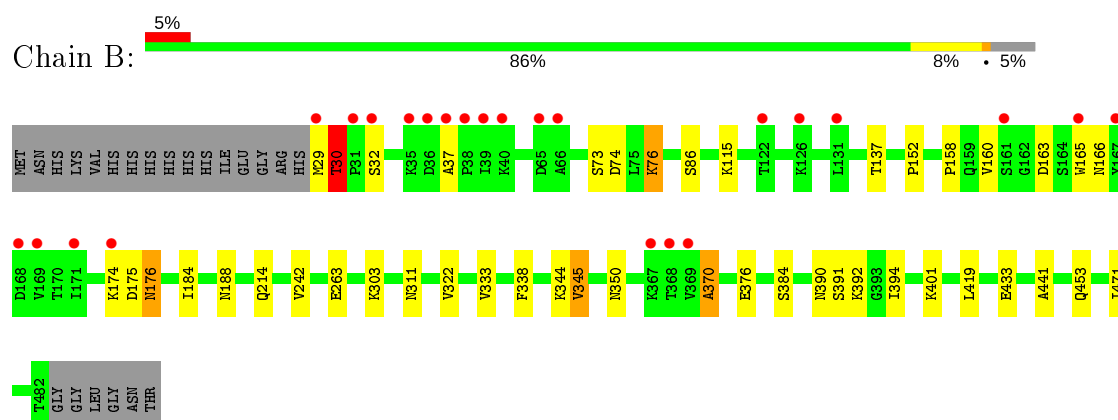 5%
Chain B:
86% 8% • 5%
MET ASN HIS LYS VAL HIS HIS HIS HIS HIS HIS ILE GLU GLY ARG HIS M29 T30 P31 S32 K35 D36 A37 P38 I39 K40 D65 A66 S73 D74 L75 K76 S86 K115 T122 K126 L131 T137 P152 P158 Q159 V160 S161 G162 D163 S164 W165 N166 Y167
D168 V169 T170 I171 K174 D175 N176 I184 N188 Q214 V242 E263 K303 N311 V322 V333 F338 K344 V345 N350 K367 T368 V369 A370 E376 S384 N390 S391 K392 G393 I394 K401 L419 E433 A441 Q453 I471
T482 GLY GLY LEU GLY ASN THR